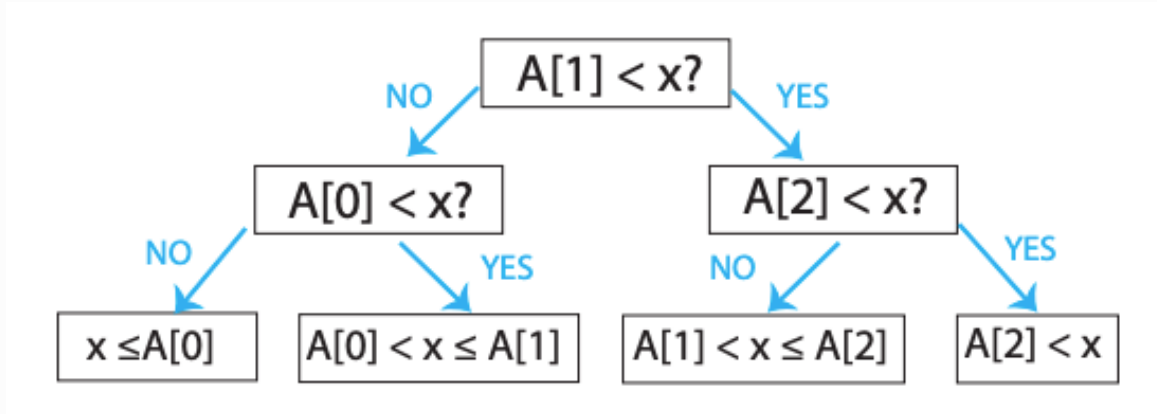 A[1] < x?
NO
YES
A[0] < x?
A[2] < x?
NO
YES
NO
YES
x ≤A[0]
A[0] < x ≤ A[1]
A[1] < x ≤ A[2]
A[2] < x